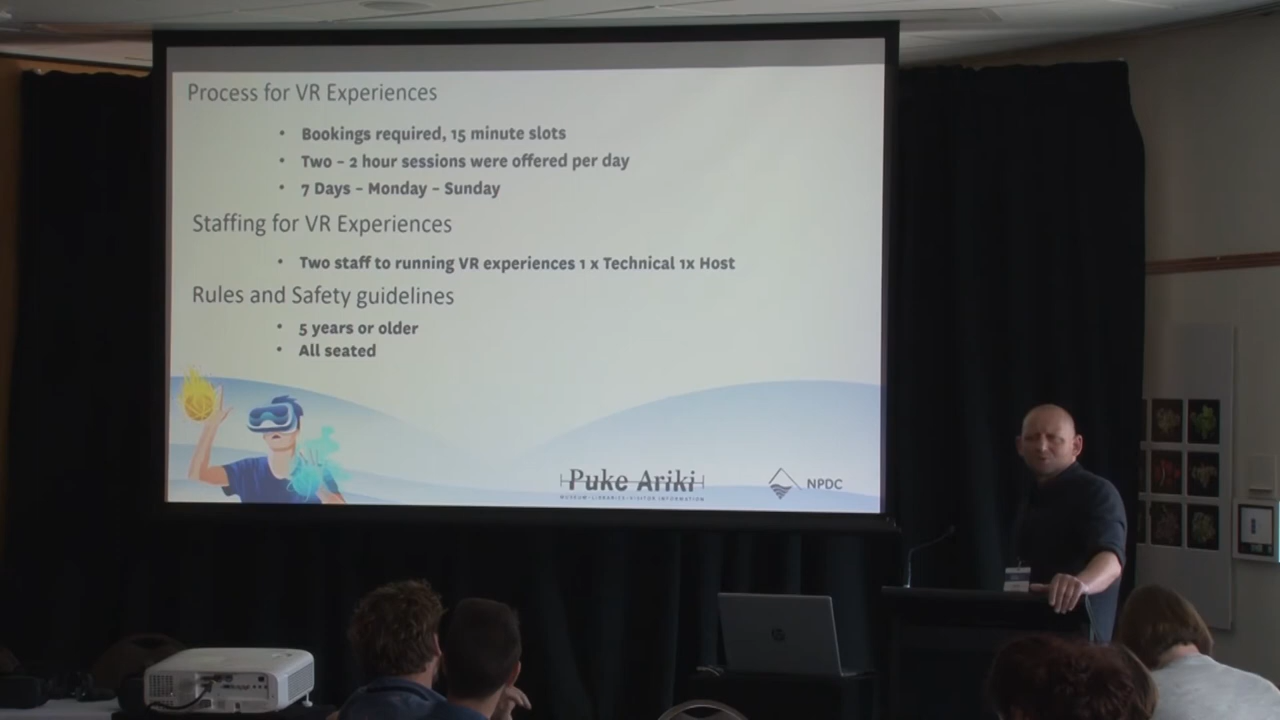 Process for VR Experiences
• Bookings required, 15 minute slots
• Two – 2 hour sessions were offered per day
• 7 Days – Monday – Sunday
Staffing for VR Experiences
• Two staff to running VR experiences 1 x Technical 1x Host
Rules and Safety guidelines
• 5 years or older
• All seated
Puke Ariki
MUSEUM • LIBRARIES • VISITOR INFORMATION
NPDC
hp